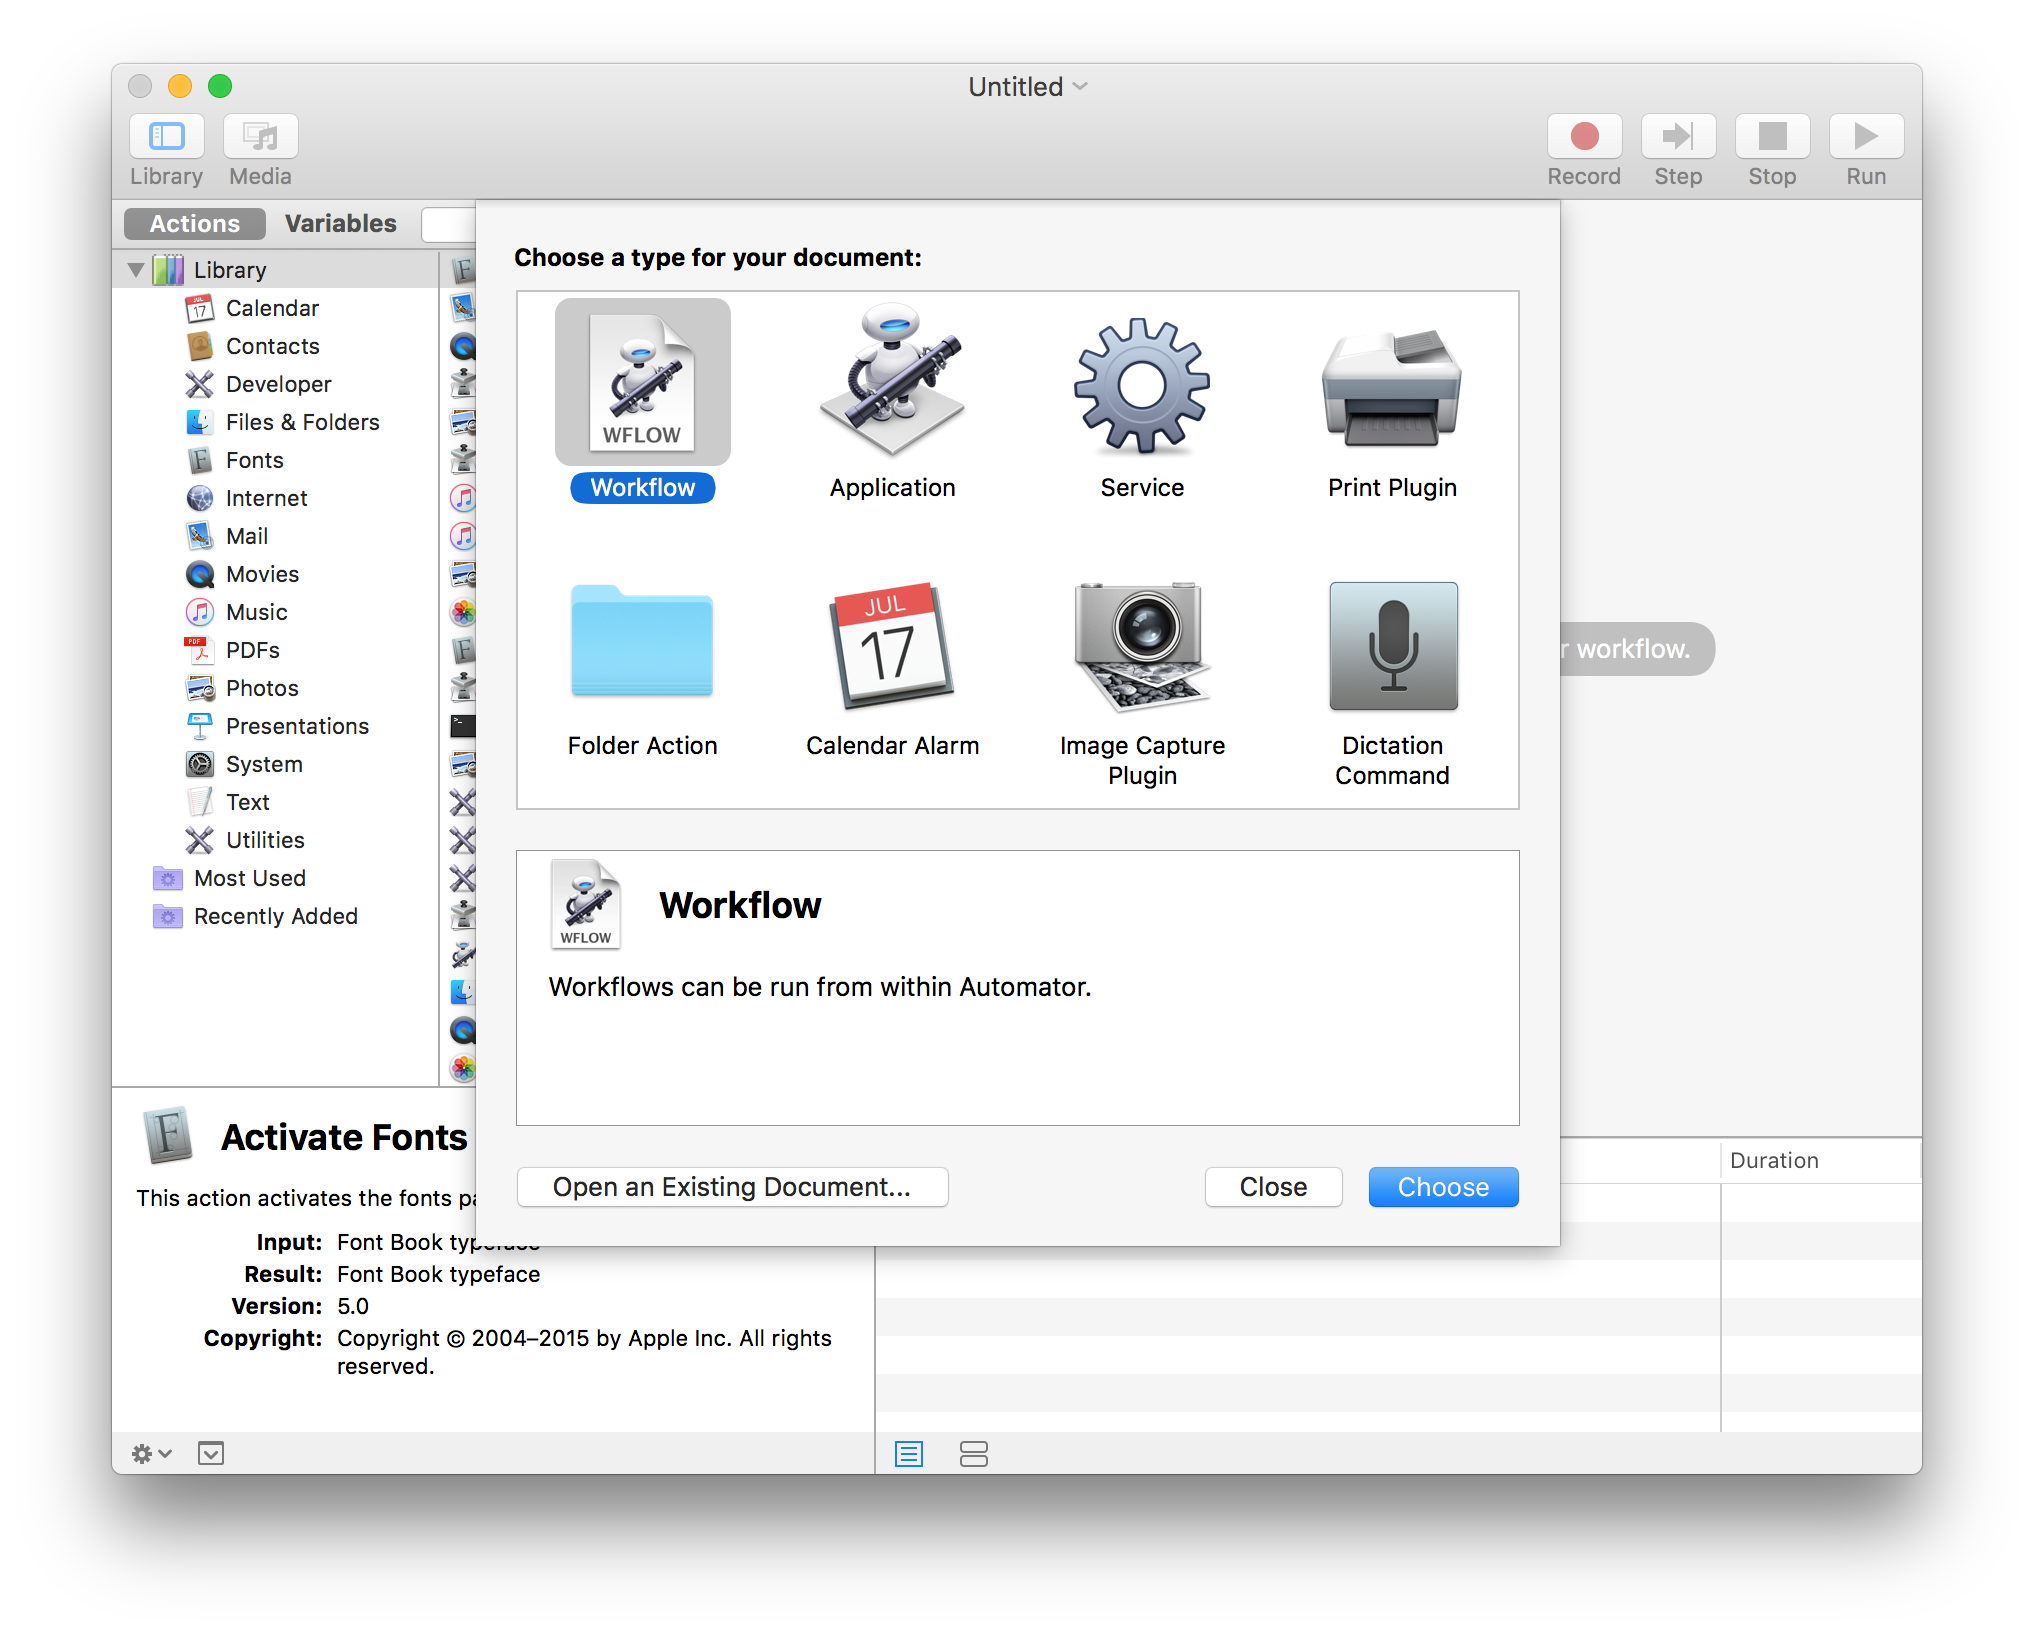 Untitled
Library
Media
Record
Step
Stop
Run
Actions
Variables
Library
Calendar
Contacts
Developer
Files & Folders
Fonts
Internet
Mail
Movies
Music
PDFs
Photos
Presentations
System
Text
Utilities
Most Used
Recently Added
Choose a type for your document:
WFLOW
Workflow
Application
Service
Print Plugin
Folder Action
JUL
17
Calendar Alarm
Image Capture
Plugin
Dictation
Command
workflow.
WFLOW
Workflow
Workflows can be run from within Automator.
Open an Existing Document...
Close
Choose
Activate Fonts
This action activates the fonts
Input: Font Book typeface
Result: Font Book typeface
Version: 5.0
Copyright: Copyright © 2004–2015 by Apple Inc. All rights
reserved.
Duration